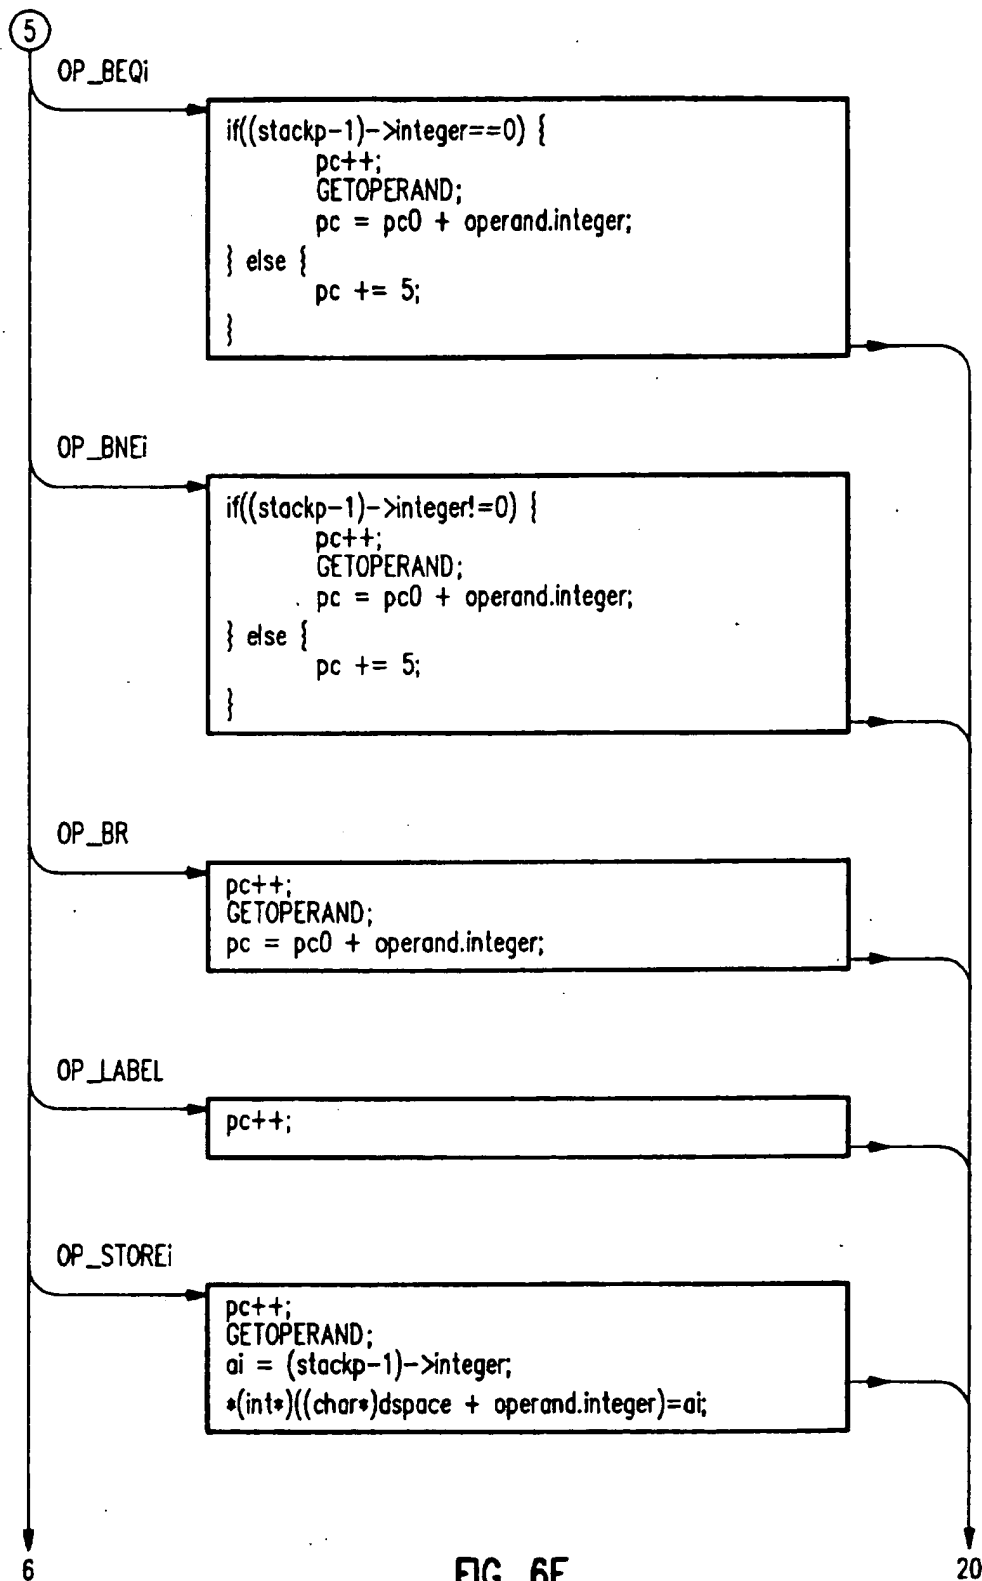 5
OP_BEQi
if((stackp-1)->integer==0) {
pc++;
GETOPERAND;
pc = pc0 + operand.integer;
} else {
pc += 5;
}
OP_BNEi
if((stackp-1)->integer!=0) {
pc++;
GETOPERAND;
pc = pc0 + operand.integer;
} else {
pc += 5;
}
OP_BR
pc++;
GETOPERAND;
pc = pc0 + operand.integer;
OP_LABEL
pc++;
OP_STOREi
pc++;
GETOPERAND;
ai = (stackp-1)->integer;
*(int*)((char*)dspace + operand.integer)=ai;
6
20
FIG.